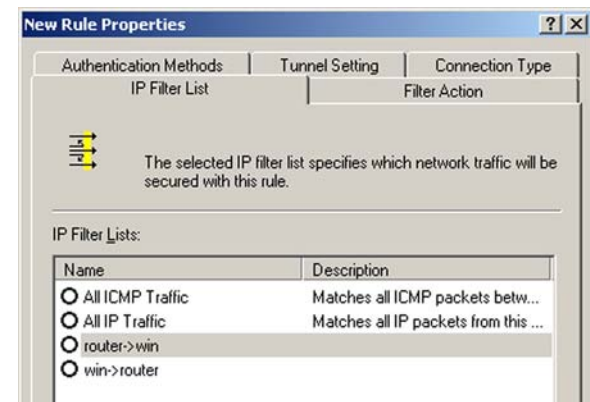 New Rule Properties
Authentication Methods
Tunnel Setting
Connection Type
IP Filter List
Filter Action
The selected IP filter list specifies which network traffic will be
secured with this rule.
IP Filter Lists:
Name
Description
All ICMP Traffic
Matches all ICMP packets betw...
All IP Traffic
Matches all IP packets from this ...
router->win
win->router